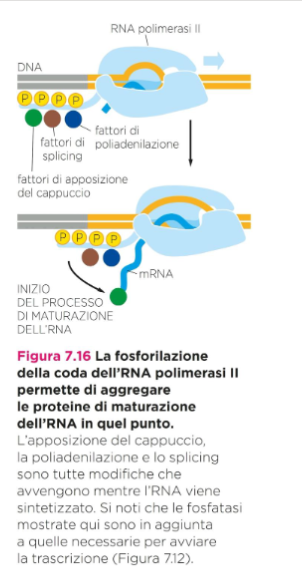 RNA polimerasi II
DNA
P P P P
fattori di
poliadenilazione
fattori di
splicing
fattori di apposizione
del cappuccio
P P P P
mRNA
INIZIO
DEL PROCESSO
DI MATURAZIONE
DELL'RNA
Figura 7.16 La fosforilazione
della coda dell'RNA polimerasi II
permette di aggregare
le proteine di maturazione
dell'RNA in quel punto.
L'apposizione del cappuccio,
la poliadenilazione e lo splicing
sono tutte modifiche che
avvengono mentre l'RNA viene
sintetizzato. Si noti che le fosfatasi
mostrate qui sono in aggiunta
a quelle necessarie per avviare
la trascrizione (Figura 7.12).